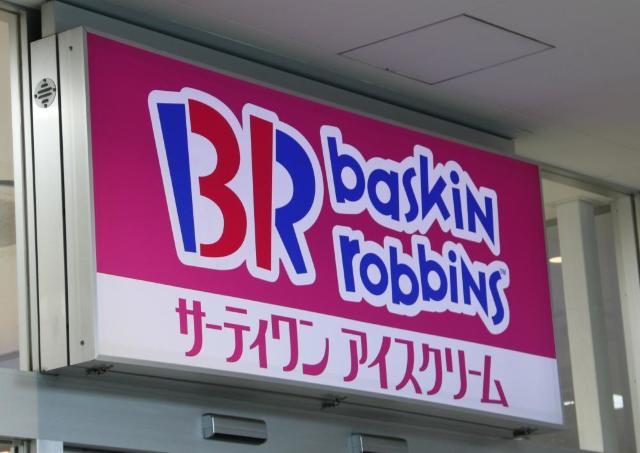 BR
baskin
robbins
サーティワン アイスクリーム